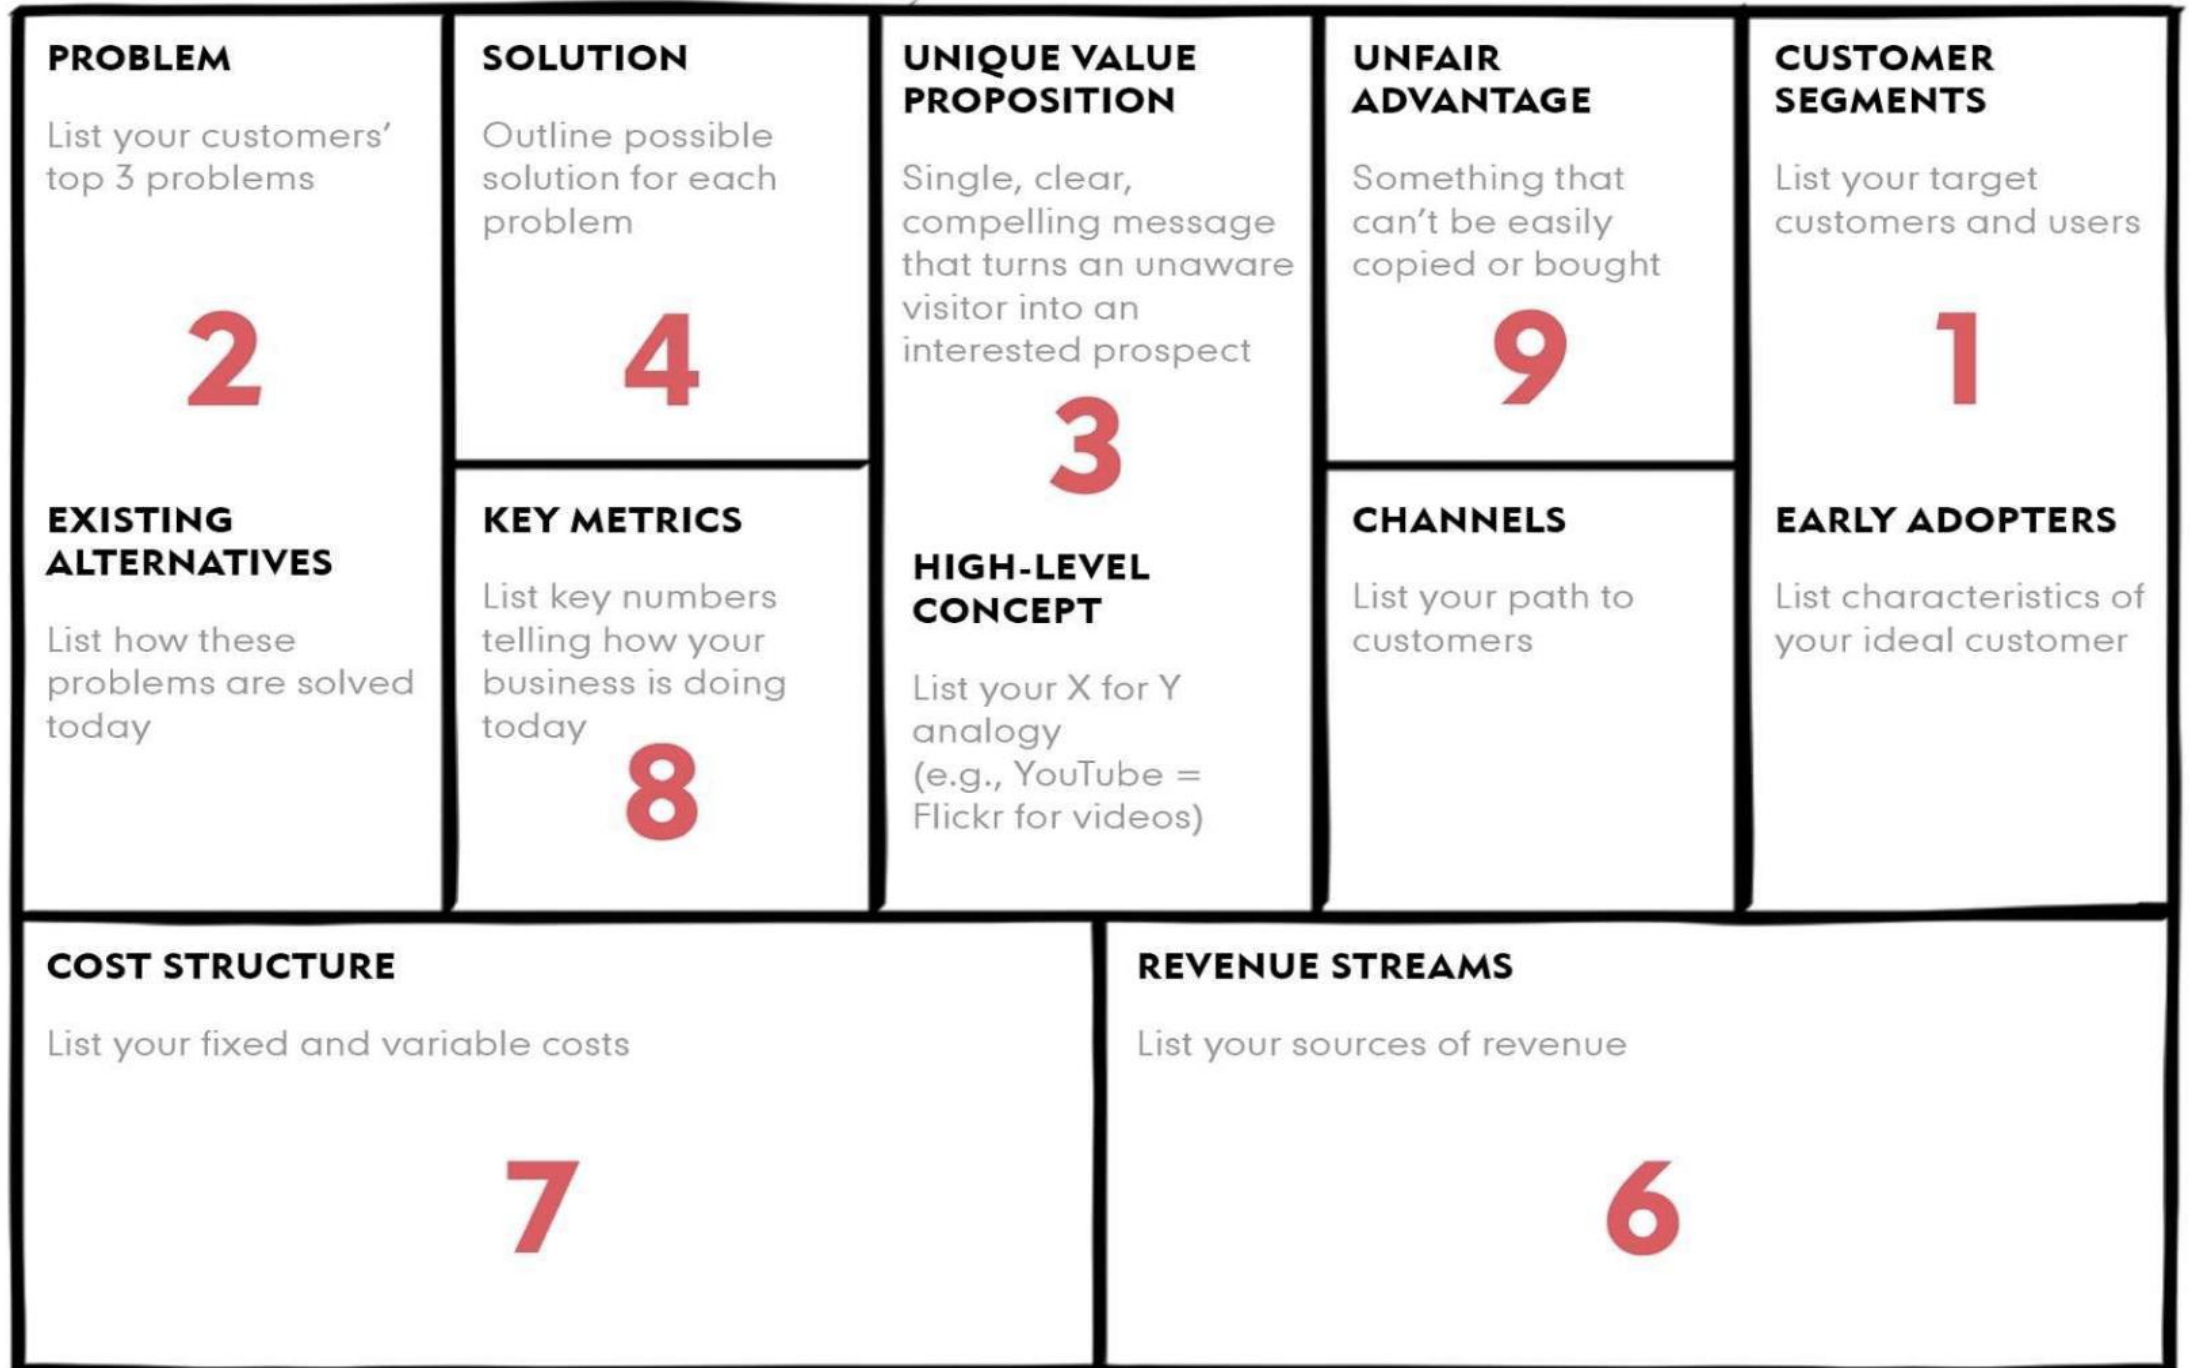 PROBLEM
List your customers’
top 3 problems
2
EXISTING
ALTERNATIVES
List how these
problems are solved
today
SOLUTION
Outline possible
solution for each
problem
4
KEY METRICS
List key numbers
telling how your
business is doing
today
8
UNIQUE VALUE
PROPOSITION
Single, clear,
compelling message
that turns an unaware
visitor into an
interested prospect
3
HIGH-LEVEL
CONCEPT
List your X for Y
analogy
(e.g., YouTube =
Flickr for videos)
UNFAIR
ADVANTAGE
Something that
can’t be easily
copied or bought
9
CHANNELS
List your path to
customers
CUSTOMER
SEGMENTS
List your target
customers and users
1
EARLY ADOPTERS
List characteristics of
your ideal customer
COST STRUCTURE
List your fixed and variable costs
7
REVENUE STREAMS
List your sources of revenue
6